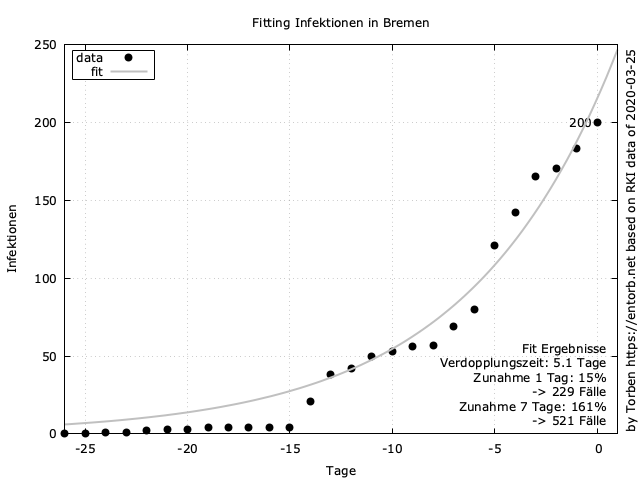 Fitting Infektionen in Bremen
250
200
150
100
50
0
Infektionen
data
fit
200
Fit Ergebnisse
Verdopplungszeit: 5.1 Tage
Zunahme 1 Tag: 15%
-> 229 Fälle
Zunahme 7 Tage: 161%
-> 521 Fälle
-25 -20 -15 -10 -5 0
Tage
by Torben https://entorb.net based on RKI data of 2020-03-25